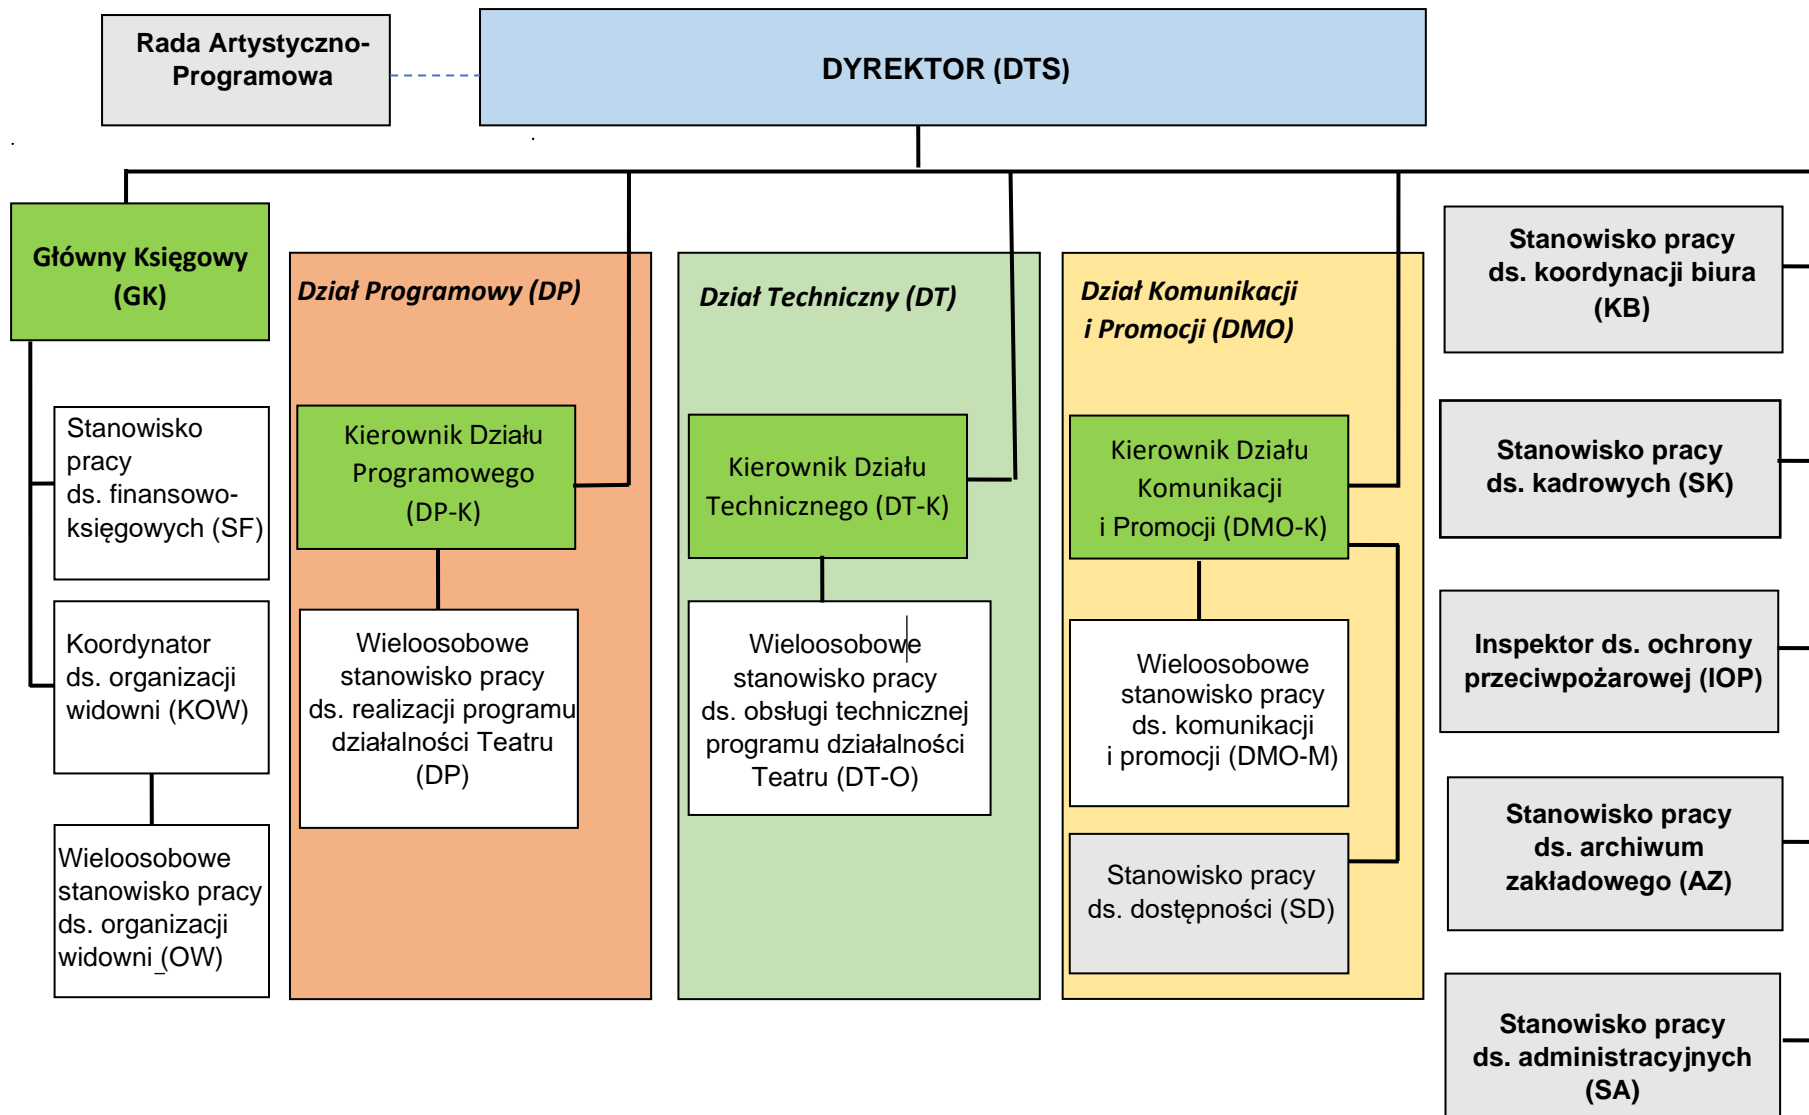 Rada Artystyczno-
Programowa
DYREKTOR (DTS)
Główny Księgowy
(GK)
Stanowisko
pracy
ds. finansowo-
księgowych (SF)
Koordynator
ds. organizacji
widowni (KOW)
Wieloosobowe
stanowisko pracy
ds. organizacji
widowni_(OW)
Dział Programowy (DP)
Kierownik Działu
Programowego
(DP-K)
Wieloosobowe
stanowisko pracy
ds. realizacji programu
działalności Teatru
(DP)
Dział Techniczny (DT)
Kierownik Działu
Technicznego (DT-K)
Wieloosobowe
stanowisko pracy
ds. obsługi technicznej
programu działalności
Teatru (DT-O)
Dział Komunikacji
i Promocji (DMO)
Kierownik Działu
Komunikacji
i Promocji (DMO-K)
Wieloosobowe
stanowisko pracy
ds. komunikacji
i promocji (DMO-M)
Stanowisko pracy
ds. dostępności (SD)
Stanowisko pracy
ds. koordynacji biura
(KB)
Stanowisko pracy
ds. kadrowych (SK)
Inspektor ds. ochrony
przeciwpożarowej (IOP)
Stanowisko pracy
ds. archiwum
zakładowego (AZ)
Stanowisko pracy
ds. administracyjnych
(SA)